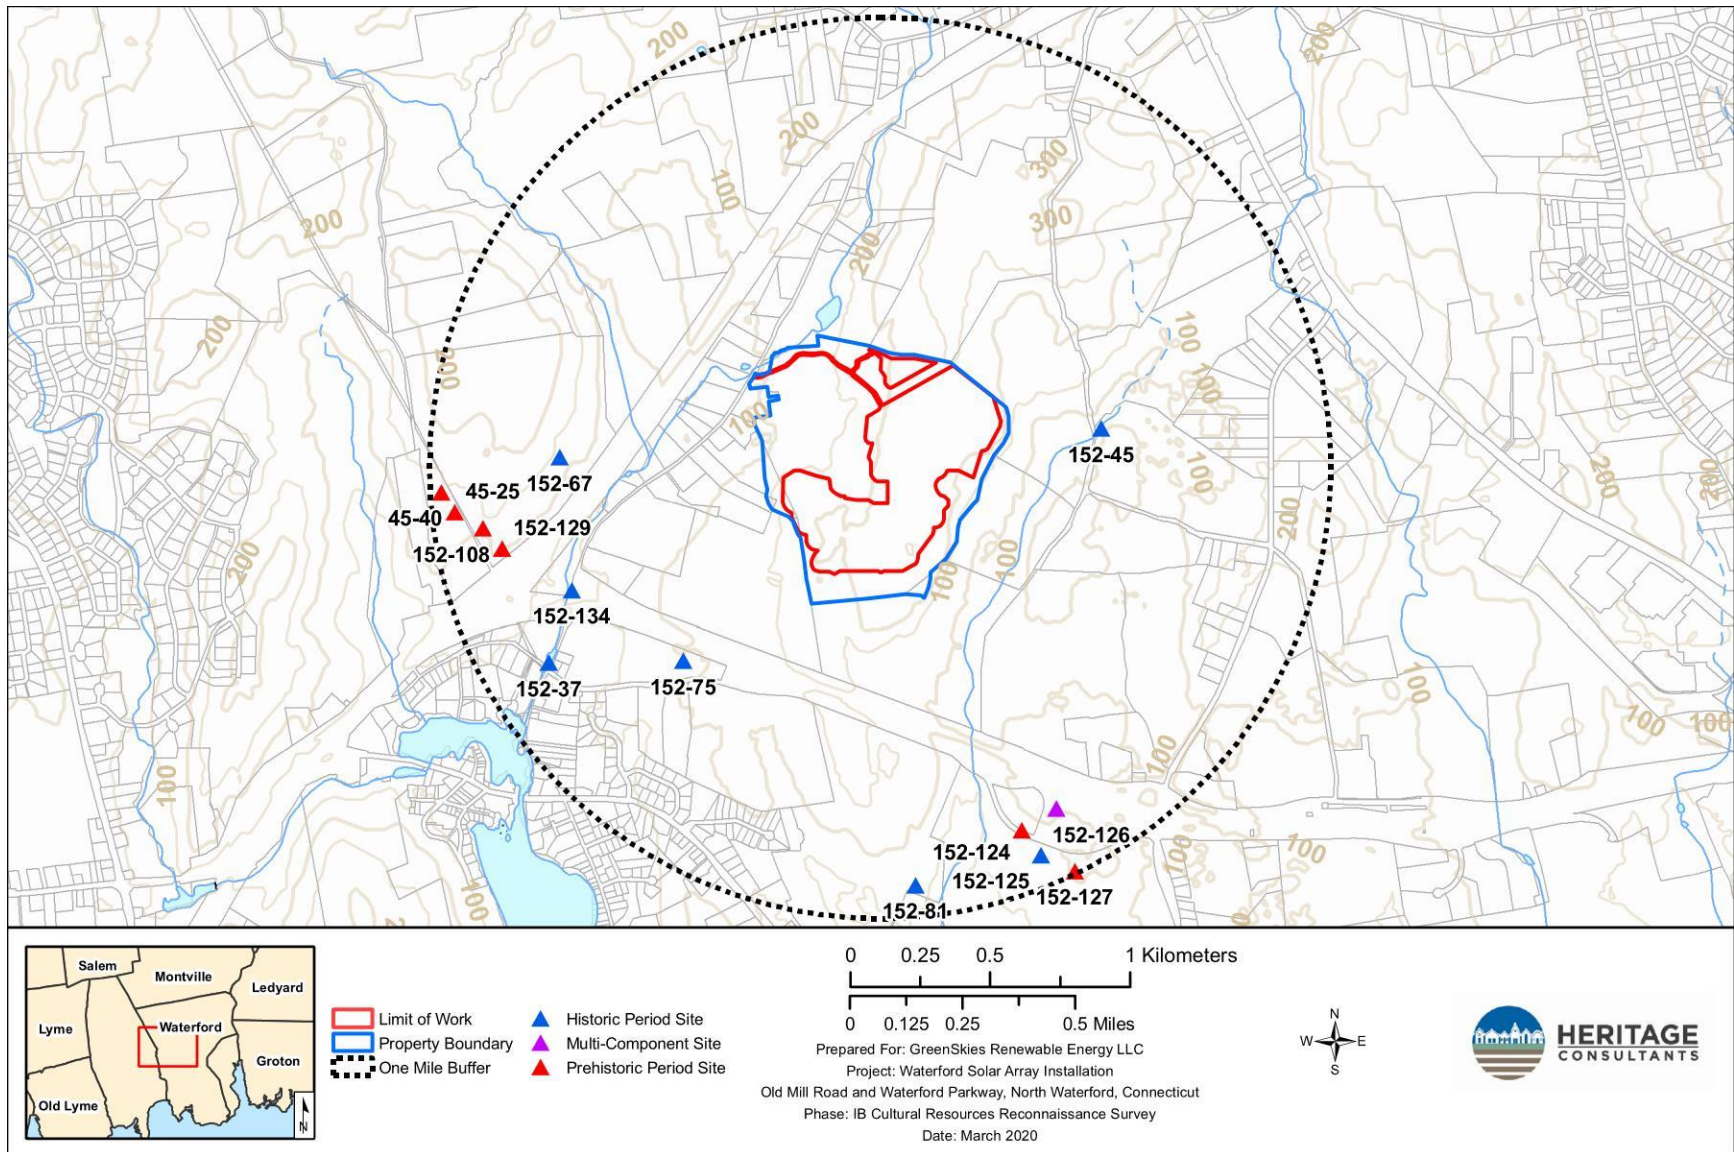 200
200
200
300
100
300
200
200
200
200
100
100
100
100
152-45
100
200
200
200
45-25
152-67
45-40
152-129
152-108
200
100
100
152-134
152-37
152-75
100
100
100
100
100
100
152-126
152-124
100
100
152-125
152-127
152-81
100
Salem
Montville
Ledyard
Lyme
Waterford
Groton
Old Lyme
N
Limit of Work
Property Boundary
One Mile Buffer
Historic Period Site
Multi-Component Site
Prehistoric Period Site
0 0.25 0.5 1 Kilometers
0 0.125 0.25 0.5 Miles
Prepared For: GreenSkies Renewable Energy LLC
Project: Waterford Solar Array Installation
Old Mill Road and Waterford Parkway, North Waterford, Connecticut
Phase: IB Cultural Resources Reconnaissance Survey
Date: March 2020
N
W E
S
HERITAGE
CONSULTANTS